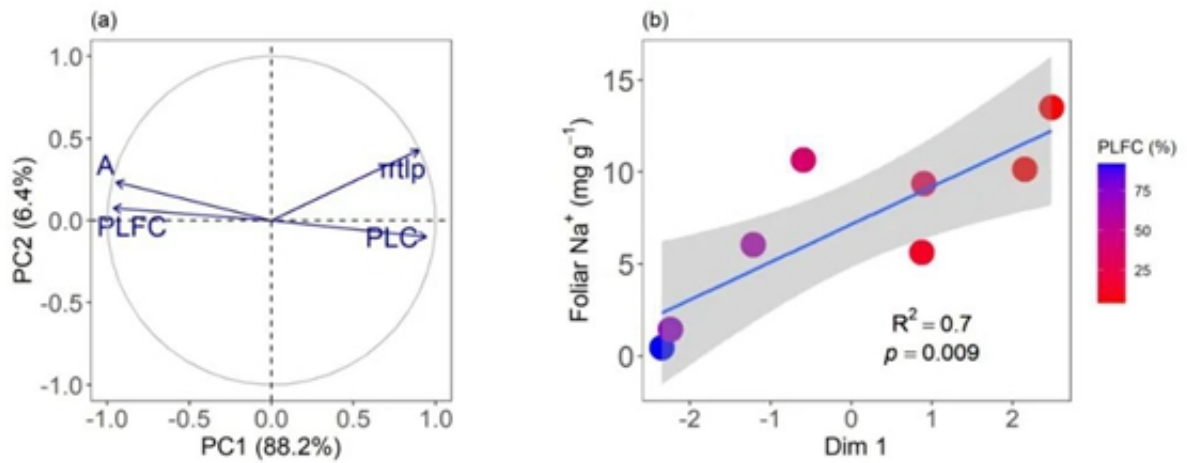 (a)
1.0
0.5
0.0
-0.5
-1.0
PC2 (6.4%)
A
PLFC
πtlp
PLC
-1.0 -0.5 0.0 0.5 1.0
PC1 (88.2%)
(b)
15
10
5
0
Foliar Na⁺ (mg g⁻¹)
R² = 0.7
p = 0.009
-2 -1 0 1 2
Dim 1
PLFC (%)
75
50
25